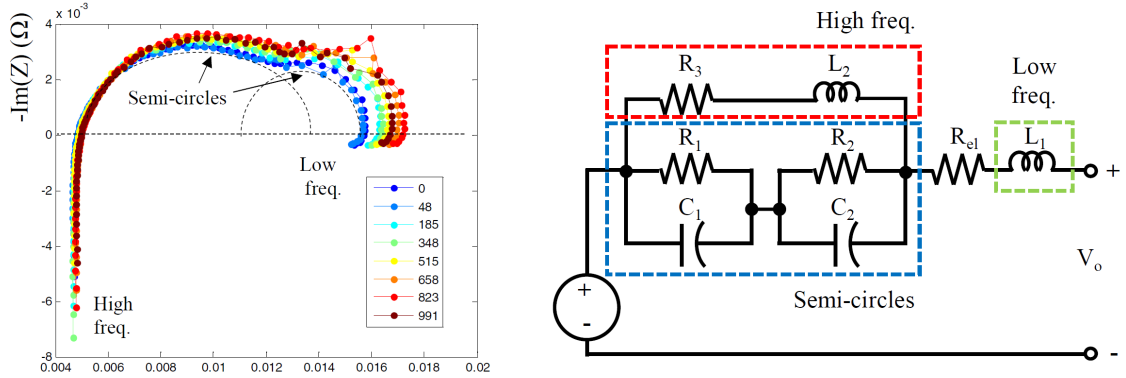 4 x 10⁻³
2
0
-2
-4
-6
-8
-Im(Z) (Ω)
Semi-circles
Low
freq.
High
freq.
0
48
185
348
515
658
823
991
0.004 0.006 0.008 0.01 0.012 0.014 0.016 0.018 0.02
High freq.
R3
L2
Low
freq.
R1
R2
Rel
L1
C1
C2
+
+
-
Vo
Semi-circles
-